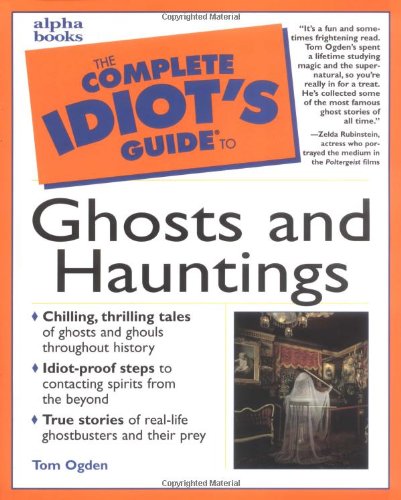 Copyrighted Material
alpha
books
THE
COMPLETE
IDIOT'S
GUIDE® TO
"It's a fun and some-
times frightening read.
Tom Ogden's spent
a lifetime studying
magic and the super-
natural, so you're
really in for a treat.
He's collected some
of the most famous
ghost stories of
all time."
—Zelda Rubinstein,
actress who por-
trayed the medium in
the Poltergeist films
Ghosts and
Hauntings
♦ Chilling, thrilling tales
of ghosts and ghouls
throughout history
♦ Idiot-proof steps to
contacting spirits from
the beyond
♦ True stories of real-life
ghostbusters and their prey
Tom Ogden
Copyrighted Material